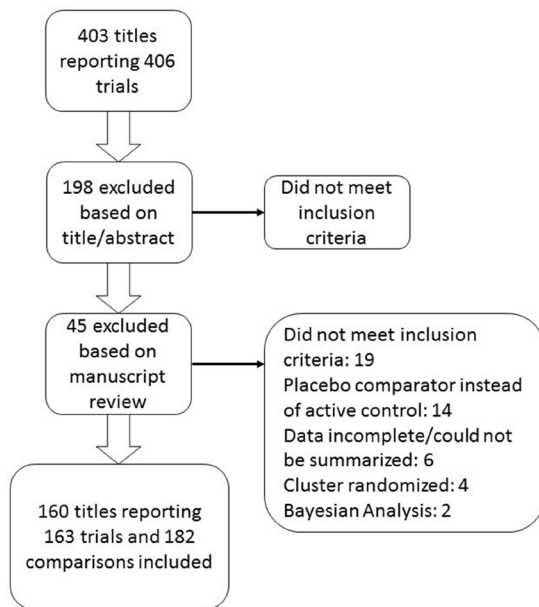 403 titles
reporting 406
trials
198 excluded
based on
title/abstract
Did not meet
inclusion
criteria
45 excluded
based on
manuscript
review
Did not meet inclusion
criteria: 19
Placebo comparator instead
of active control: 14
Data incomplete/could not
be summarized: 6
Cluster randomized: 4
Bayesian Analysis: 2
160 titles reporting
163 trials and 182
comparisons included